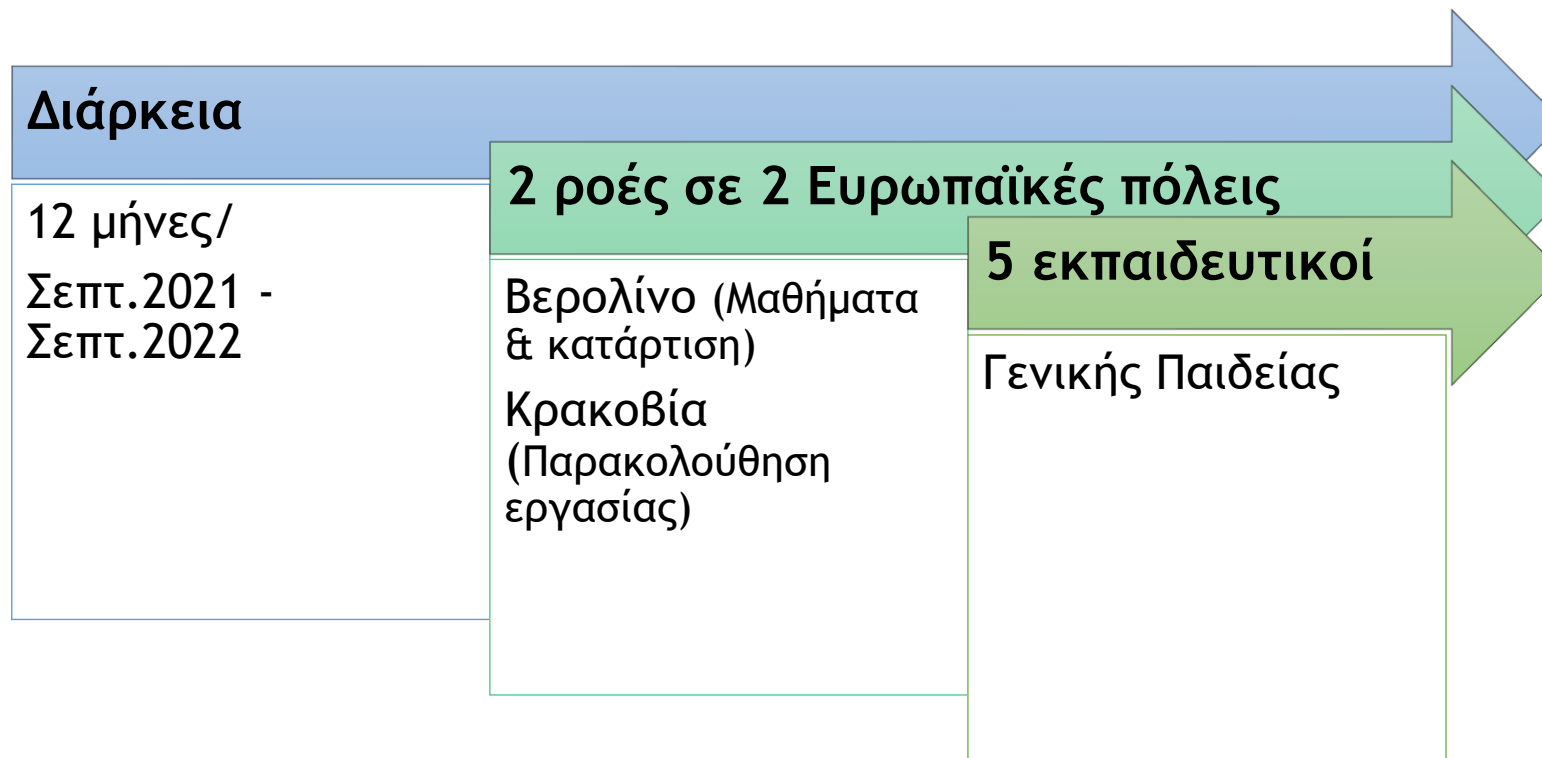 Διάρκεια
12 μήνες/
Σεπτ.2021 -
Σεπτ.2022
2 ροές σε 2 Ευρωπαϊκές πόλεις
Βερολίνο (Μαθήματα
& κατάρτιση)
Κρακοβία
(Παρακολούθηση
εργασίας)
5 εκπαιδευτικοί
Γενικής Παιδείας